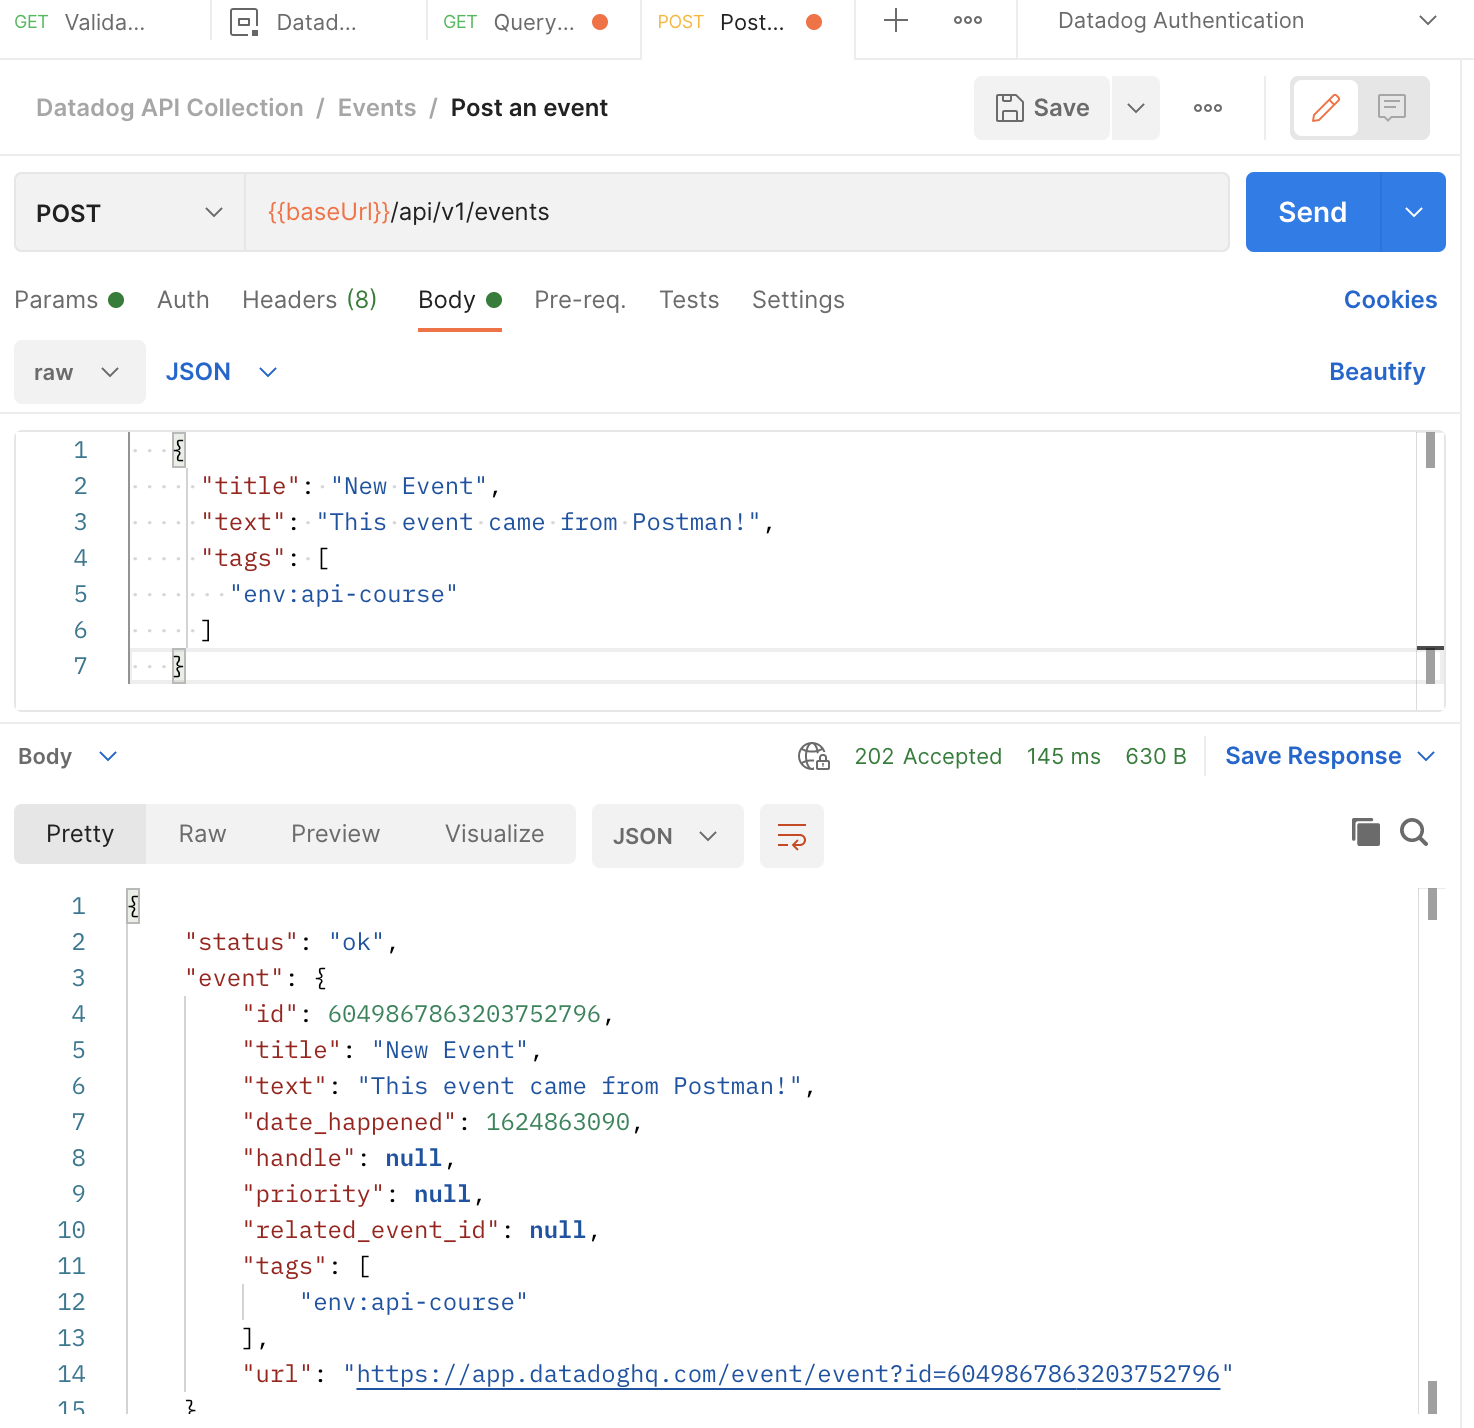 GET Valida... Datad... GET Query... POST Post... Datadog Authentication
Datadog API Collection / Events / Post an event Save
POST {{baseUrl}}/api/v1/events Send
Params Auth Headers (8) Body Pre-req. Tests Settings Cookies
raw JSON Beautify
1 {
2 "title": "New Event",
3 "text": "This event came from Postman!",
4 "tags": [
5 "env:api-course"
6 ]
7 }
Body 202 Accepted 145 ms 630 B Save Response
Pretty Raw Preview Visualize JSON
1 {
2 "status": "ok",
3 "event": {
4 "id": 6049867863203752796,
5 "title": "New Event",
6 "text": "This event came from Postman!",
7 "date_happened": 1624863090,
8 "handle": null,
9 "priority": null,
10 "related_event_id": null,
11 "tags": [
12 "env:api-course"
13 ],
14 "url": "https://app.datadoghq.com/event/event?id=6049867863203752796"
15 }